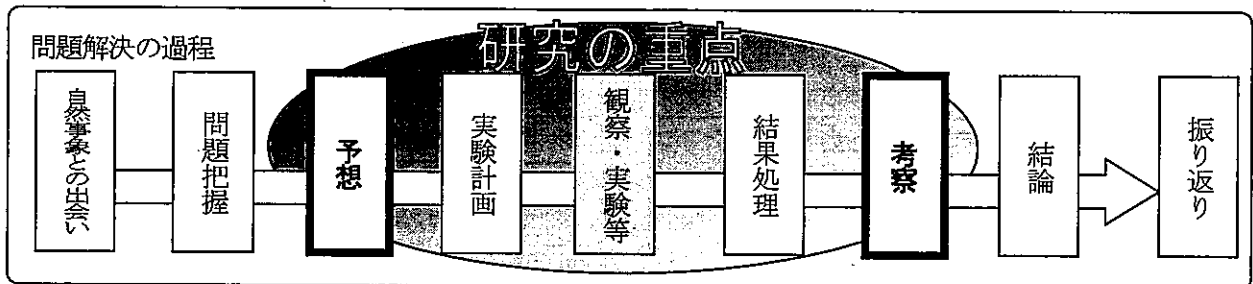 研究の重点
問題解決の過程
自然事象との出会い
問題把握
予想
実験計画
観察・実験等
結果処理
考察
結論
振り返り